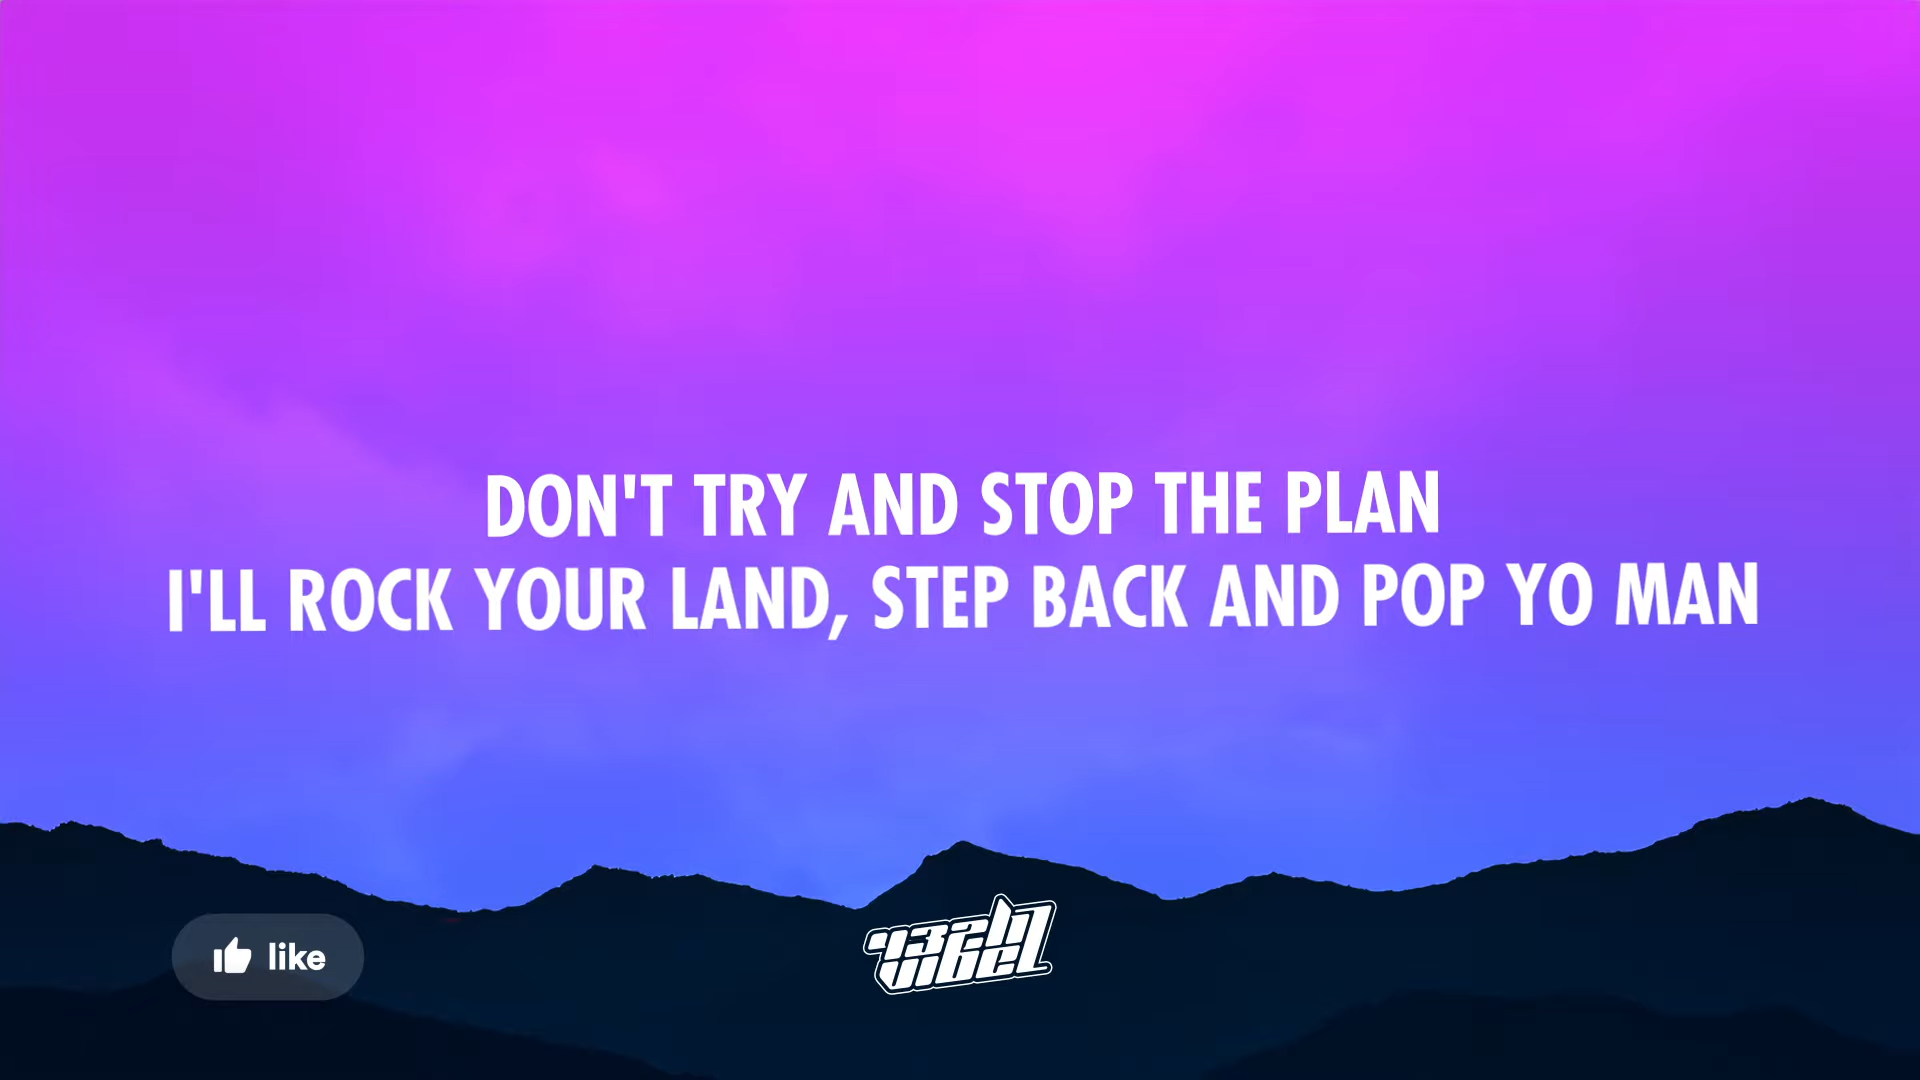 DON'T TRY AND STOP THE PLAN
I'LL ROCK YOUR LAND, STEP BACK AND POP YO MAN
like